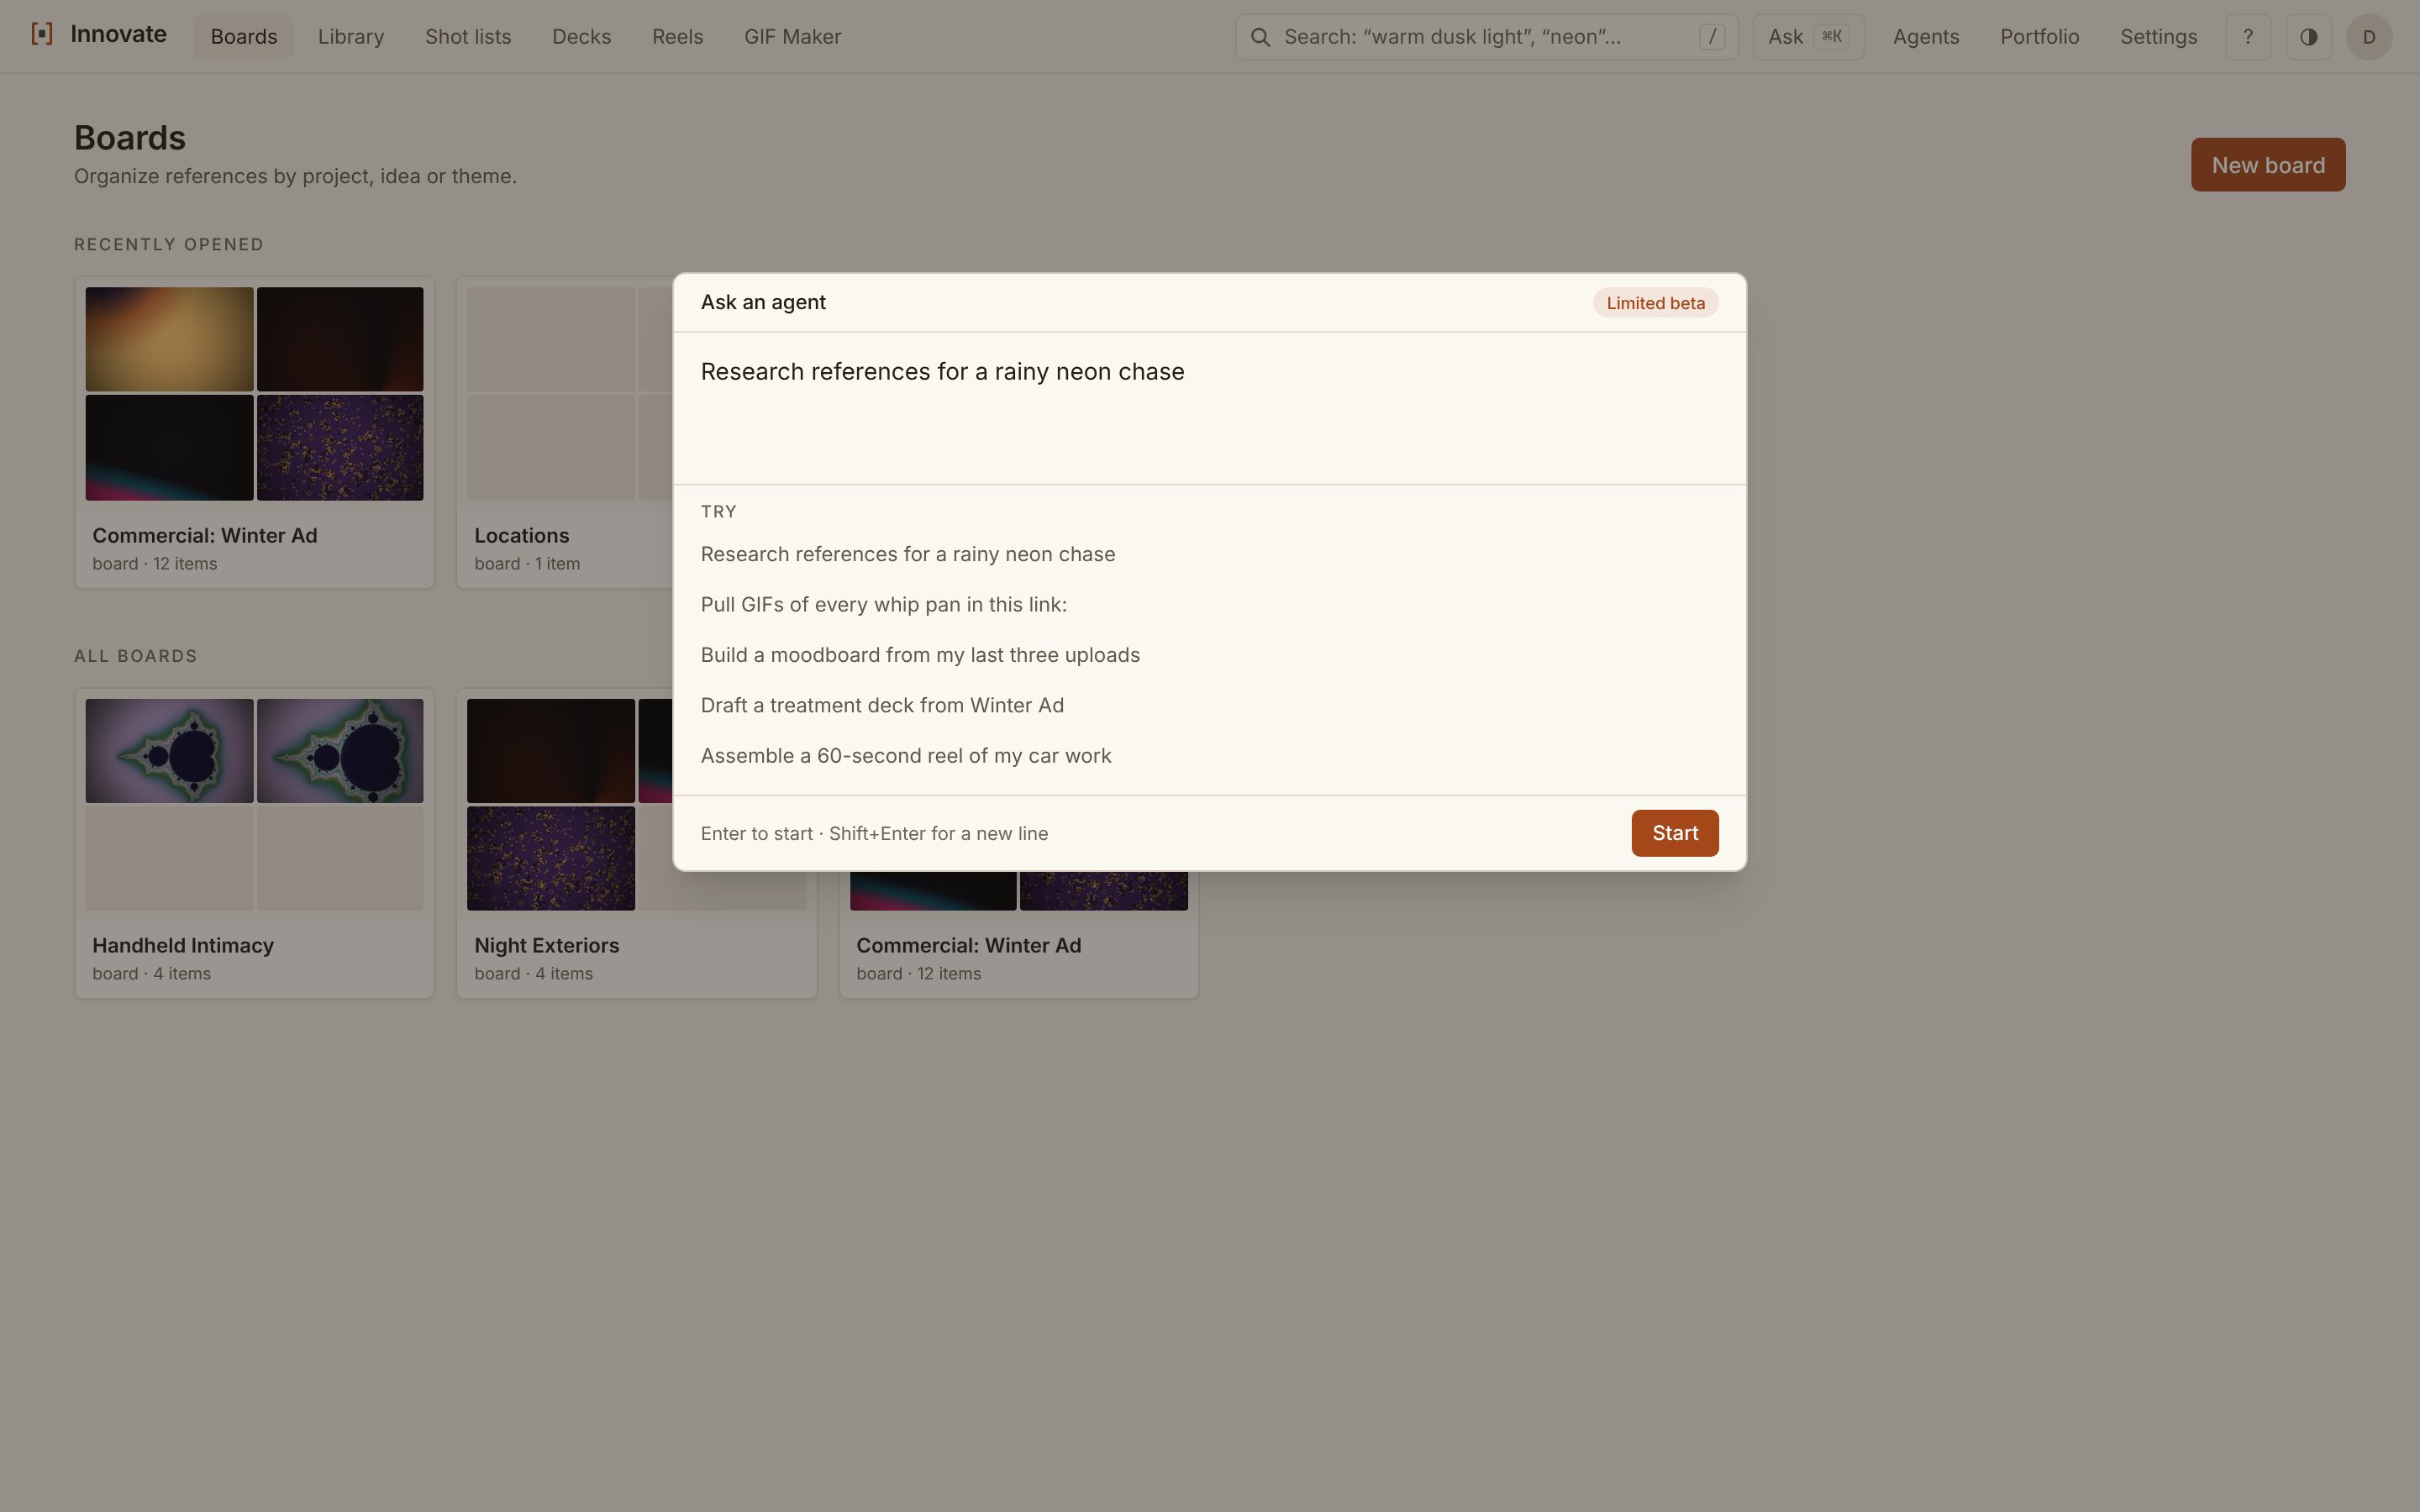 Innovate
Boards
Library
Shot lists
Decks
Reels
GIF Maker
Search: “warm dusk light”, “neon”…
/
Ask ⌘K
Agents
Portfolio
Settings
?
D
Boards
Organize references by project, idea or theme.
New board
RECENTLY OPENED
Commercial: Winter Ad
board · 12 items
Locations
board · 1 item
Ask an agent
Limited beta
Research references for a rainy neon chase
TRY
Research references for a rainy neon chase
Pull GIFs of every whip pan in this link:
Build a moodboard from my last three uploads
Draft a treatment deck from Winter Ad
Assemble a 60-second reel of my car work
Enter to start · Shift+Enter for a new line
Start
ALL BOARDS
Handheld Intimacy
board · 4 items
Night Exteriors
board · 4 items
Commercial: Winter Ad
board · 12 items